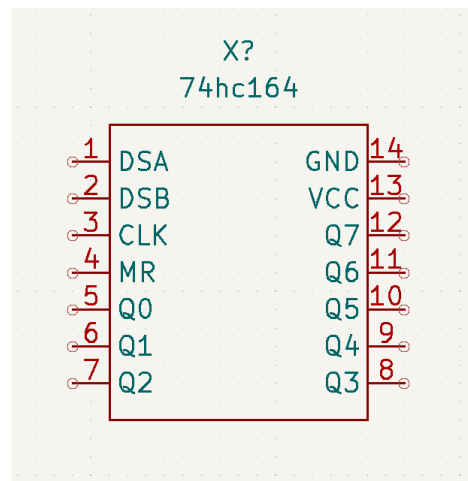 X?
74hc164
1 DSA GND 14
2 DSB VCC 13
3 CLK Q7 12
4 MR Q6 11
5 Q0 Q5 10
6 Q1 Q4 9
7 Q2 Q3 8